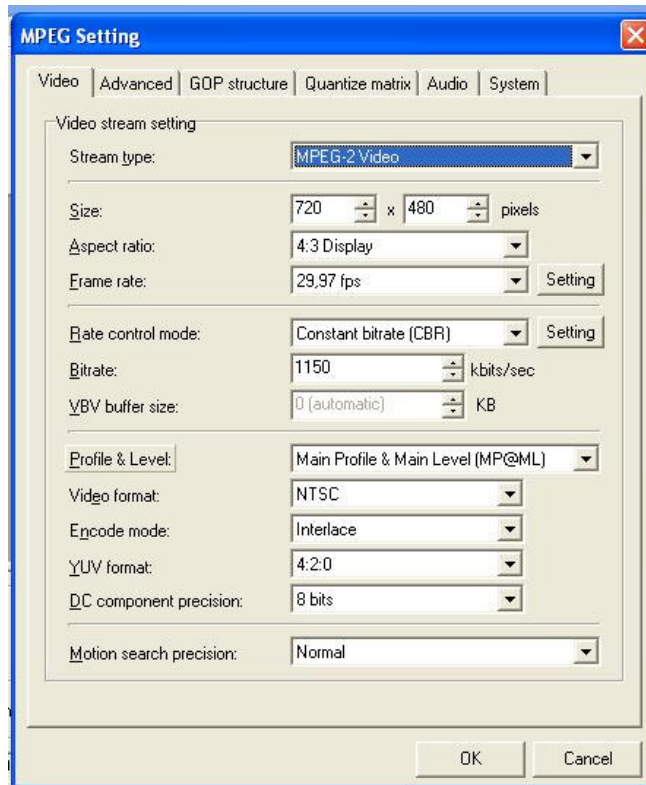 MPEG Setting
Video Advanced GOP structure Quantize matrix Audio System
Video stream setting
Stream type: MPEG-2 Video
Size: 720 x 480 pixels
Aspect ratio: 4:3 Display
Frame rate: 29,97 fps Setting
Rate control mode: Constant bitrate (CBR) Setting
Bitrate: 1150 kbits/sec
VBV buffer size: 0 (automatic) KB
Profile & Level: Main Profile & Main Level (MP@ML)
Video format: NTSC
Encode mode: Interlace
YUV format: 4:2:0
DC component precision: 8 bits
Motion search precision: Normal
OK Cancel